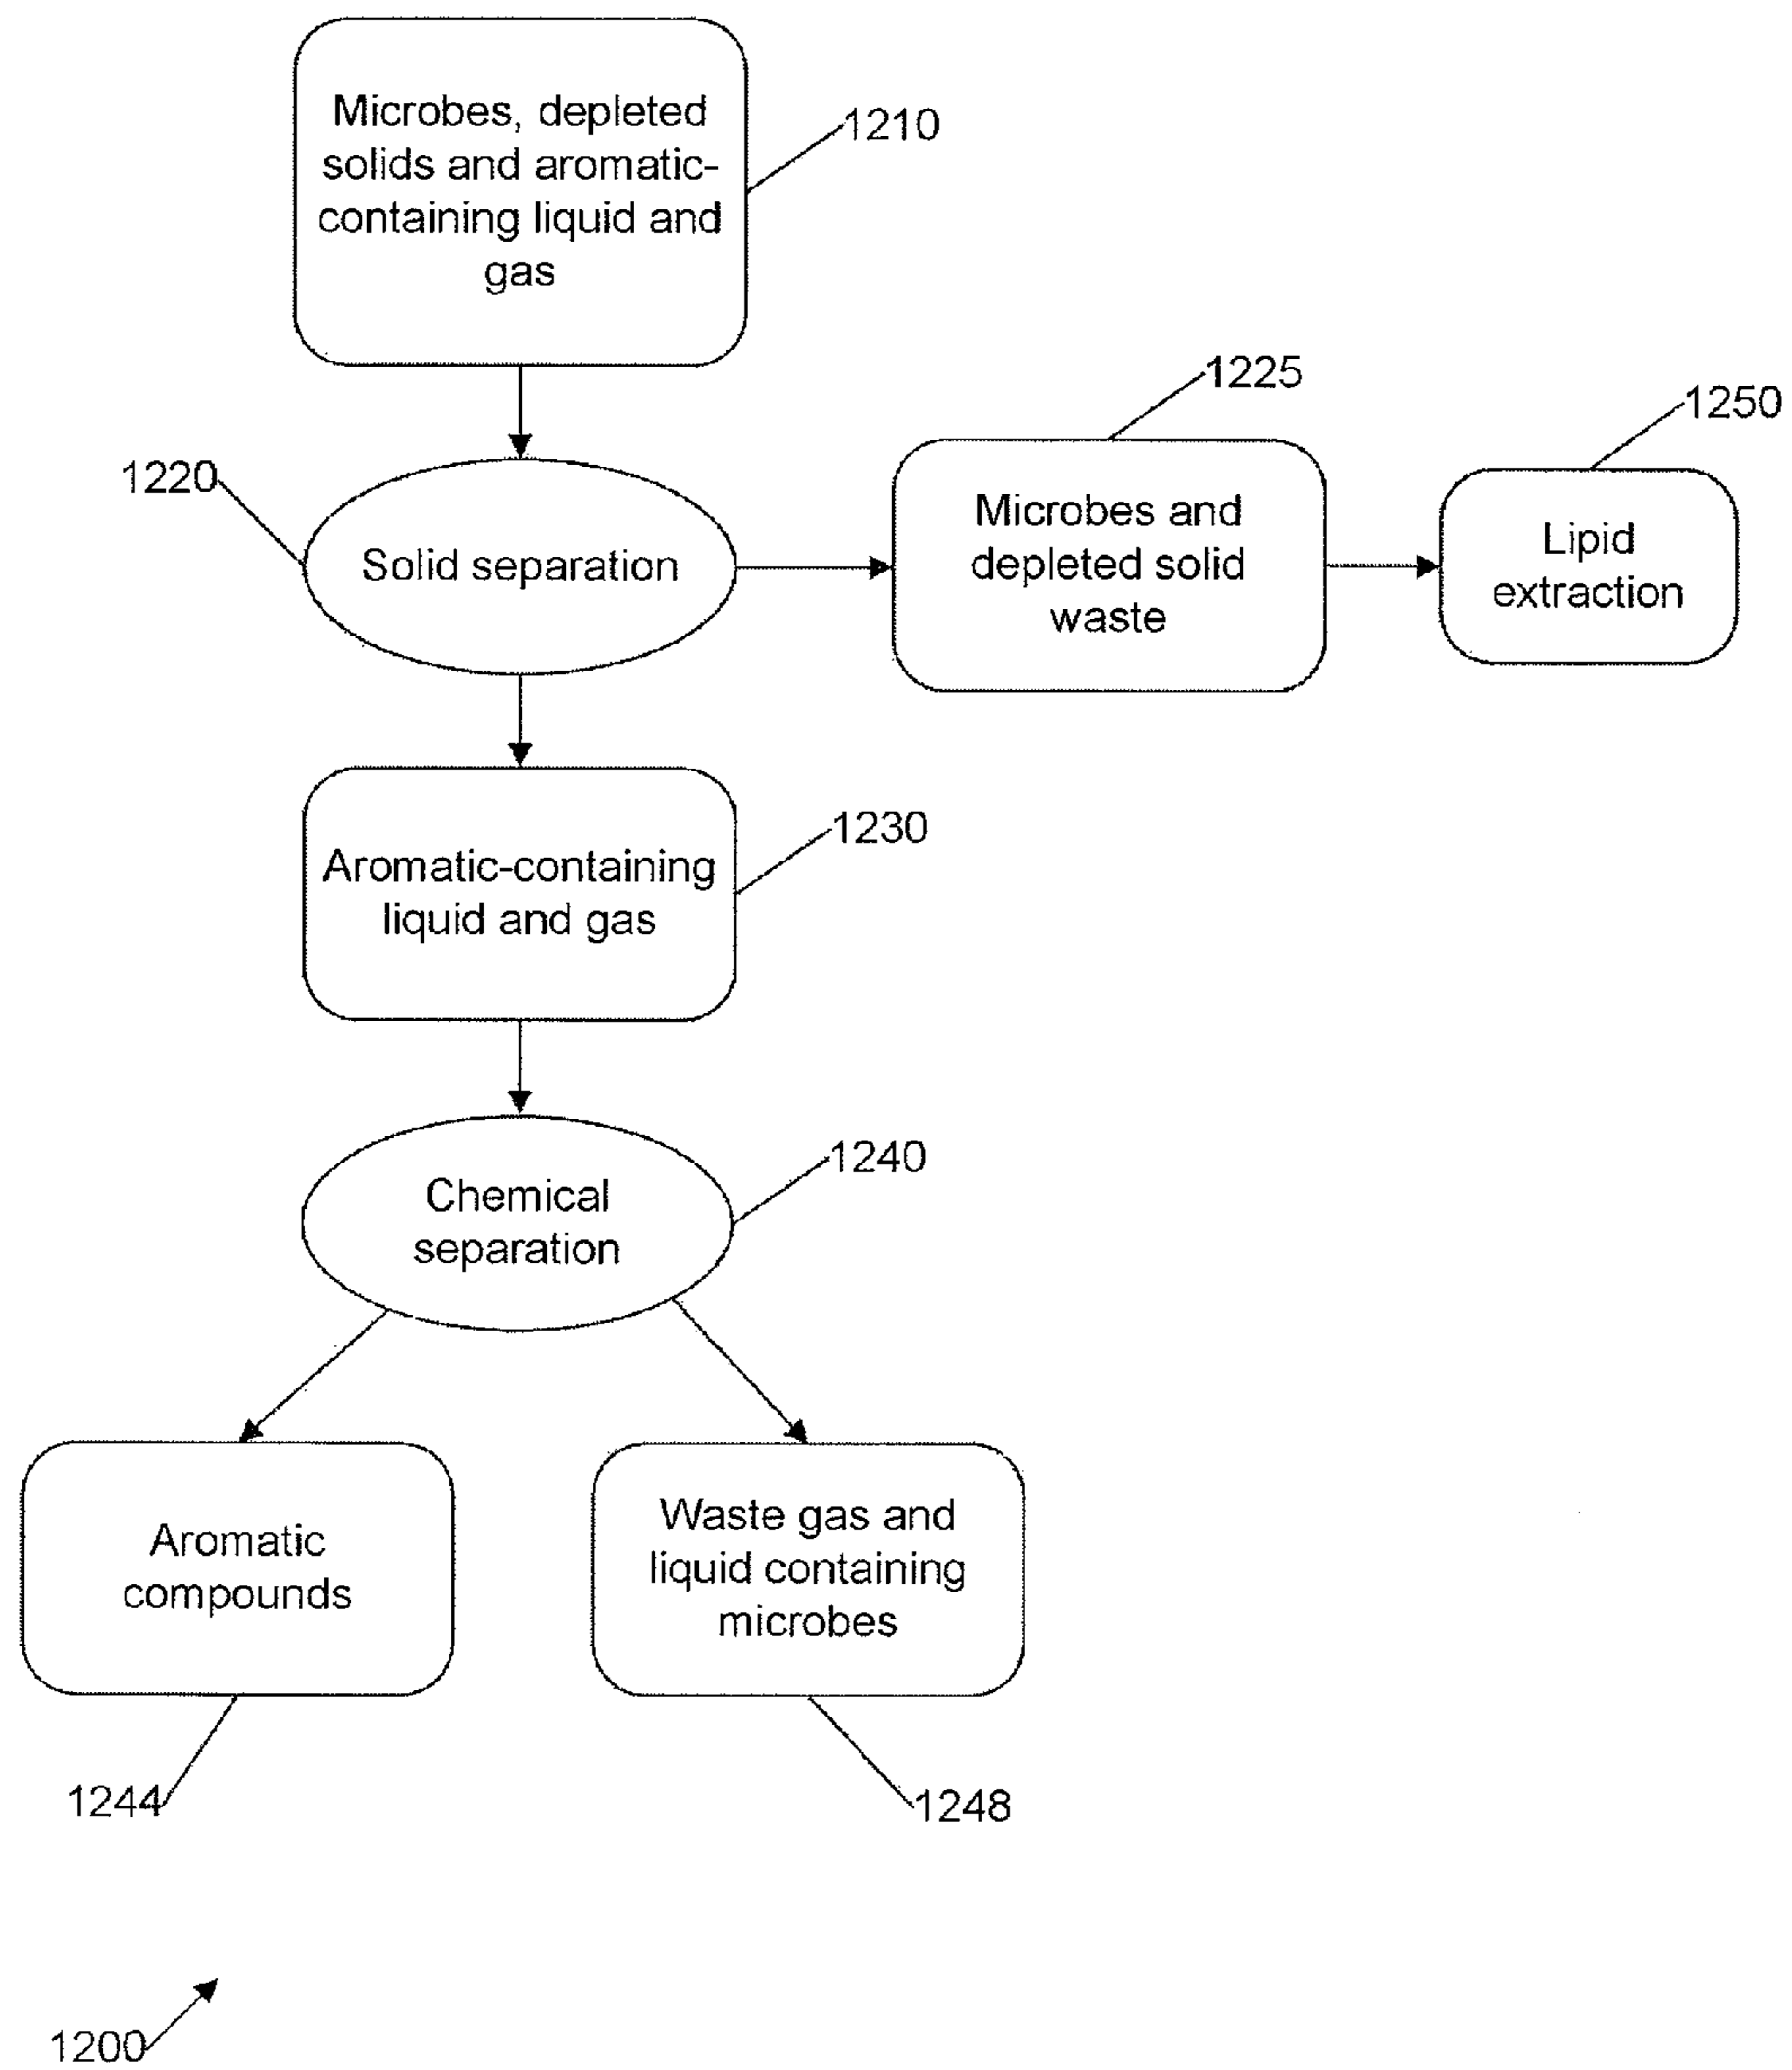 Microbes, depleted
solids and aromatic-
containing liquid and
gas
1210
1220
Solid separation
1225
Microbes and
depleted solid
waste
1250
Lipid
extraction
1230
Aromatic-containing
liquid and gas
1240
Chemical
separation
Aromatic
compounds
Waste gas and
liquid containing
microbes
1244
1248
1200